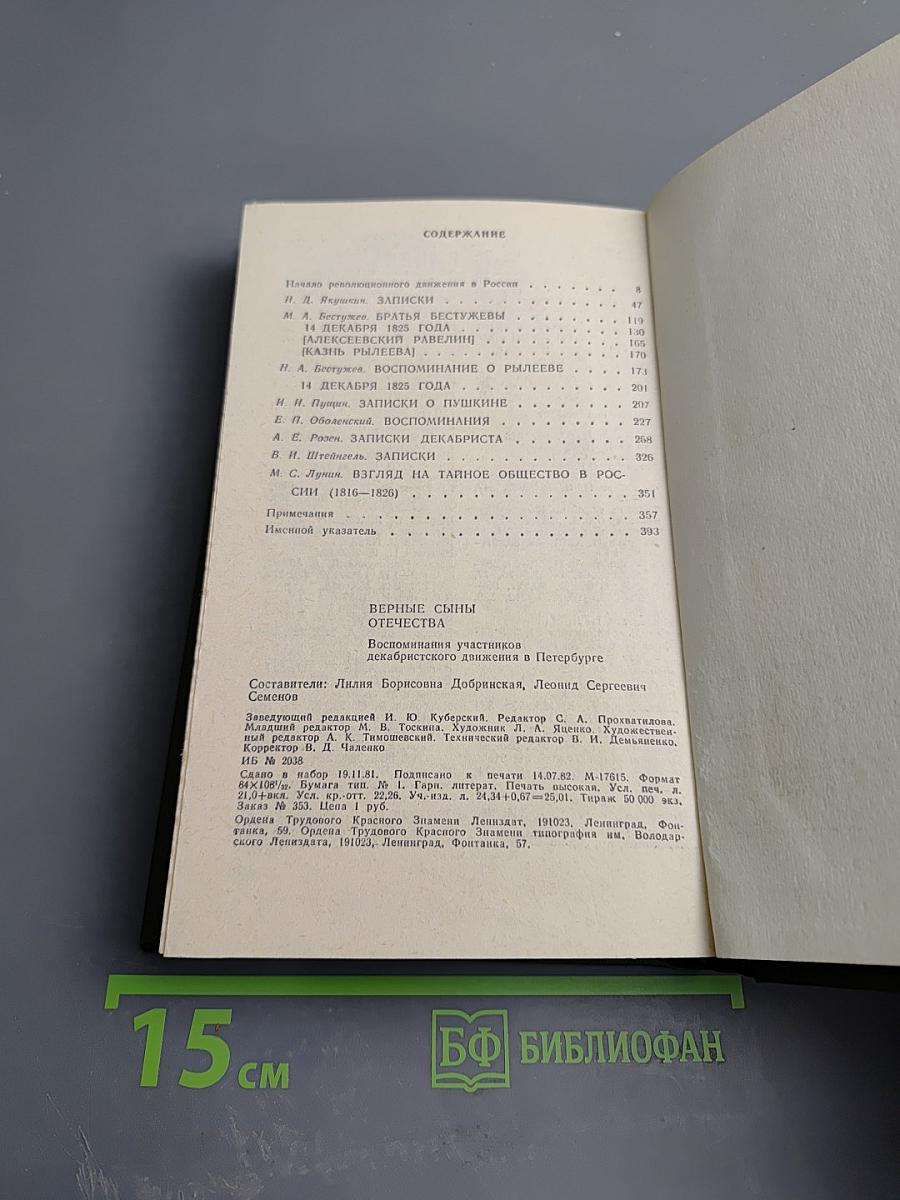 СОДЕРЖАНИЕ
Начало революционного движения в России . . . . . . . 8
И. Д. Якушкин. ЗАПИСКИ . . . . . . . . . . . . 47
М. А. Бестужев. БРАТЬЯ БЕСТУЖЕВЫ . . . . . . . . 119
14 ДЕКАБРЯ 1825 ГОДА . . . . . . . . . . . . 130
[АЛЕКСЕЕВСКИЙ РАВЕЛИН] . . . . . . . . . . 165
[КАЗНЬ РЫЛЕЕВА] . . . . . . . . . . . . . . 170
Н. А. Бестужев. ВОСПОМИНАНИЕ О РЫЛЕЕВЕ . . . . 173
14 ДЕКАБРЯ 1825 ГОДА . . . . . . . . . . . . 201
И. И. Пущин. ЗАПИСКИ О ПУШКИНЕ . . . . . . . . 207
Е. П. Оболенский. ВОСПОМИНАНИЯ . . . . . . . . 227
А. Е. Розен. ЗАПИСКИ ДЕКАБРИСТА . . . . . . . . 268
В. И. Штейнгель. ЗАПИСКИ . . . . . . . . . . . . 326
М. С. Лунин. ВЗГЛЯД НА ТАЙНОЕ ОБЩЕСТВО В РОС-
СИИ (1816—1826) . . . . . . . . . . . . . . 351
Примечания . . . . . . . . . . . . . . . . . . 357
Именной указатель . . . . . . . . . . . . . . . . 393
ВЕРНЫЕ СЫНЫ
ОТЕЧЕСТВА
Воспоминания участников
декабристского движения в Петербурге
Составители: Лилия Борисовна Добринская, Леонид Сергеевич
Семенов
Заведующий редакцией И. Ю. Куберский. Редактор С. А. Прохватилова.
Младший редактор М. В. Тоскина. Художник Л. А. Яценко. Художествен-
ный редактор А. К. Тимошевский. Технический редактор В. И. Демьяненко.
Корректор В. Д. Чаленко
ИБ № 2038
Сдано в набор 19.11.81. Подписано к печати 14.07.82. М-17615. Формат
84×108¹/₃₂. Бумага тип. № 1. Гарн. литерат. Печать высокая. Усл. печ. л.
21,0+вкл. Усл. кр.-отт. 22,26. Уч.-изд. л. 24,34+0,67=25,01. Тираж 50 000 экз.
Заказ № 353. Цена 1 руб.
Ордена Трудового Красного Знамени Лениздат, 191023, Ленинград, Фон-
танка, 59. Ордена Трудового Красного Знамени типография им. Володар-
ского Лениздата, 191023, Ленинград, Фонтанка, 57.
15 см
БФ БИБЛИОФАН